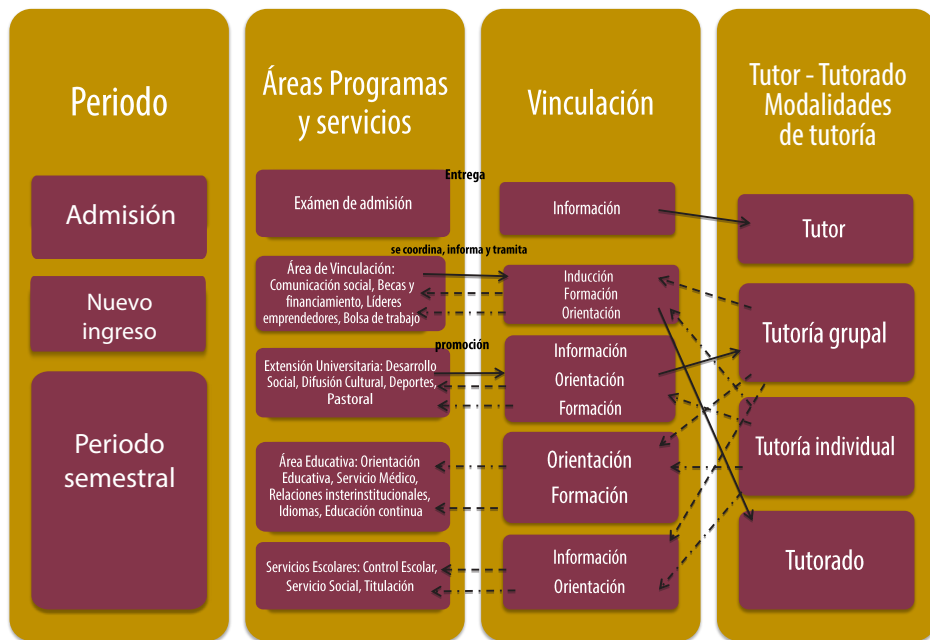 Periodo
Admisión
Nuevo
ingreso
Periodo
semestral
Áreas Programas
y servicios
Entrega
Exámen de admisión
se coordina, informa y tramita
Área de Vinculación:
Comunicación social, Becas y
financiamiento, Líderes
emprendedores, Bolsa de trabajo
promoción
Extensión Universitaria: Desarrollo
Social, Difusión Cultural, Deportes,
Pastoral
Área Educativa: Orientación
Educativa, Servicio Médico,
Relaciones insterinstitucionales,
Idiomas, Educación continua
Servicios Escolares: Control Escolar,
Servicio Social, Titulación
Vinculación
Información
Inducción
Formación
Orientación
Información
Orientación
Formación
Orientación
Formación
Información
Orientación
Tutor - Tutorado
Modalidades
de tutoría
Tutor
Tutoría grupal
Tutoría individual
Tutorado